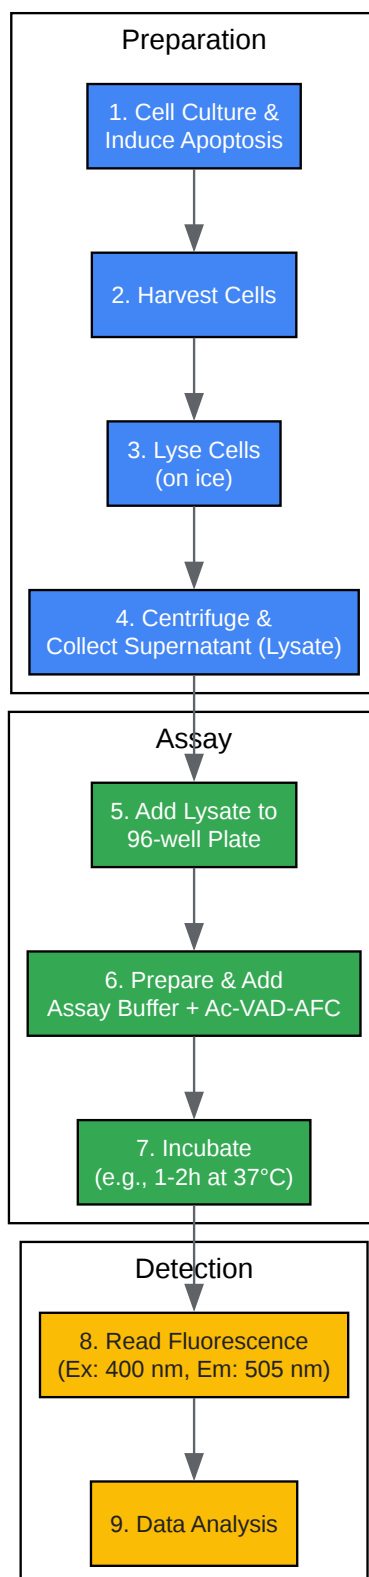 Preparation
1. Cell Culture &
Induce Apoptosis
2. Harvest Cells
3. Lyse Cells
(on ice)
4. Centrifuge &
Collect Supernatant (Lysate)
Assay
5. Add Lysate to
96-well Plate
6. Prepare & Add
Assay Buffer + Ac-VAD-AFC
7. Incubate
(e.g., 1-2h at 37°C)
Detection
8. Read Fluorescence
(Ex: 400 nm, Em: 505 nm)
9. Data Analysis